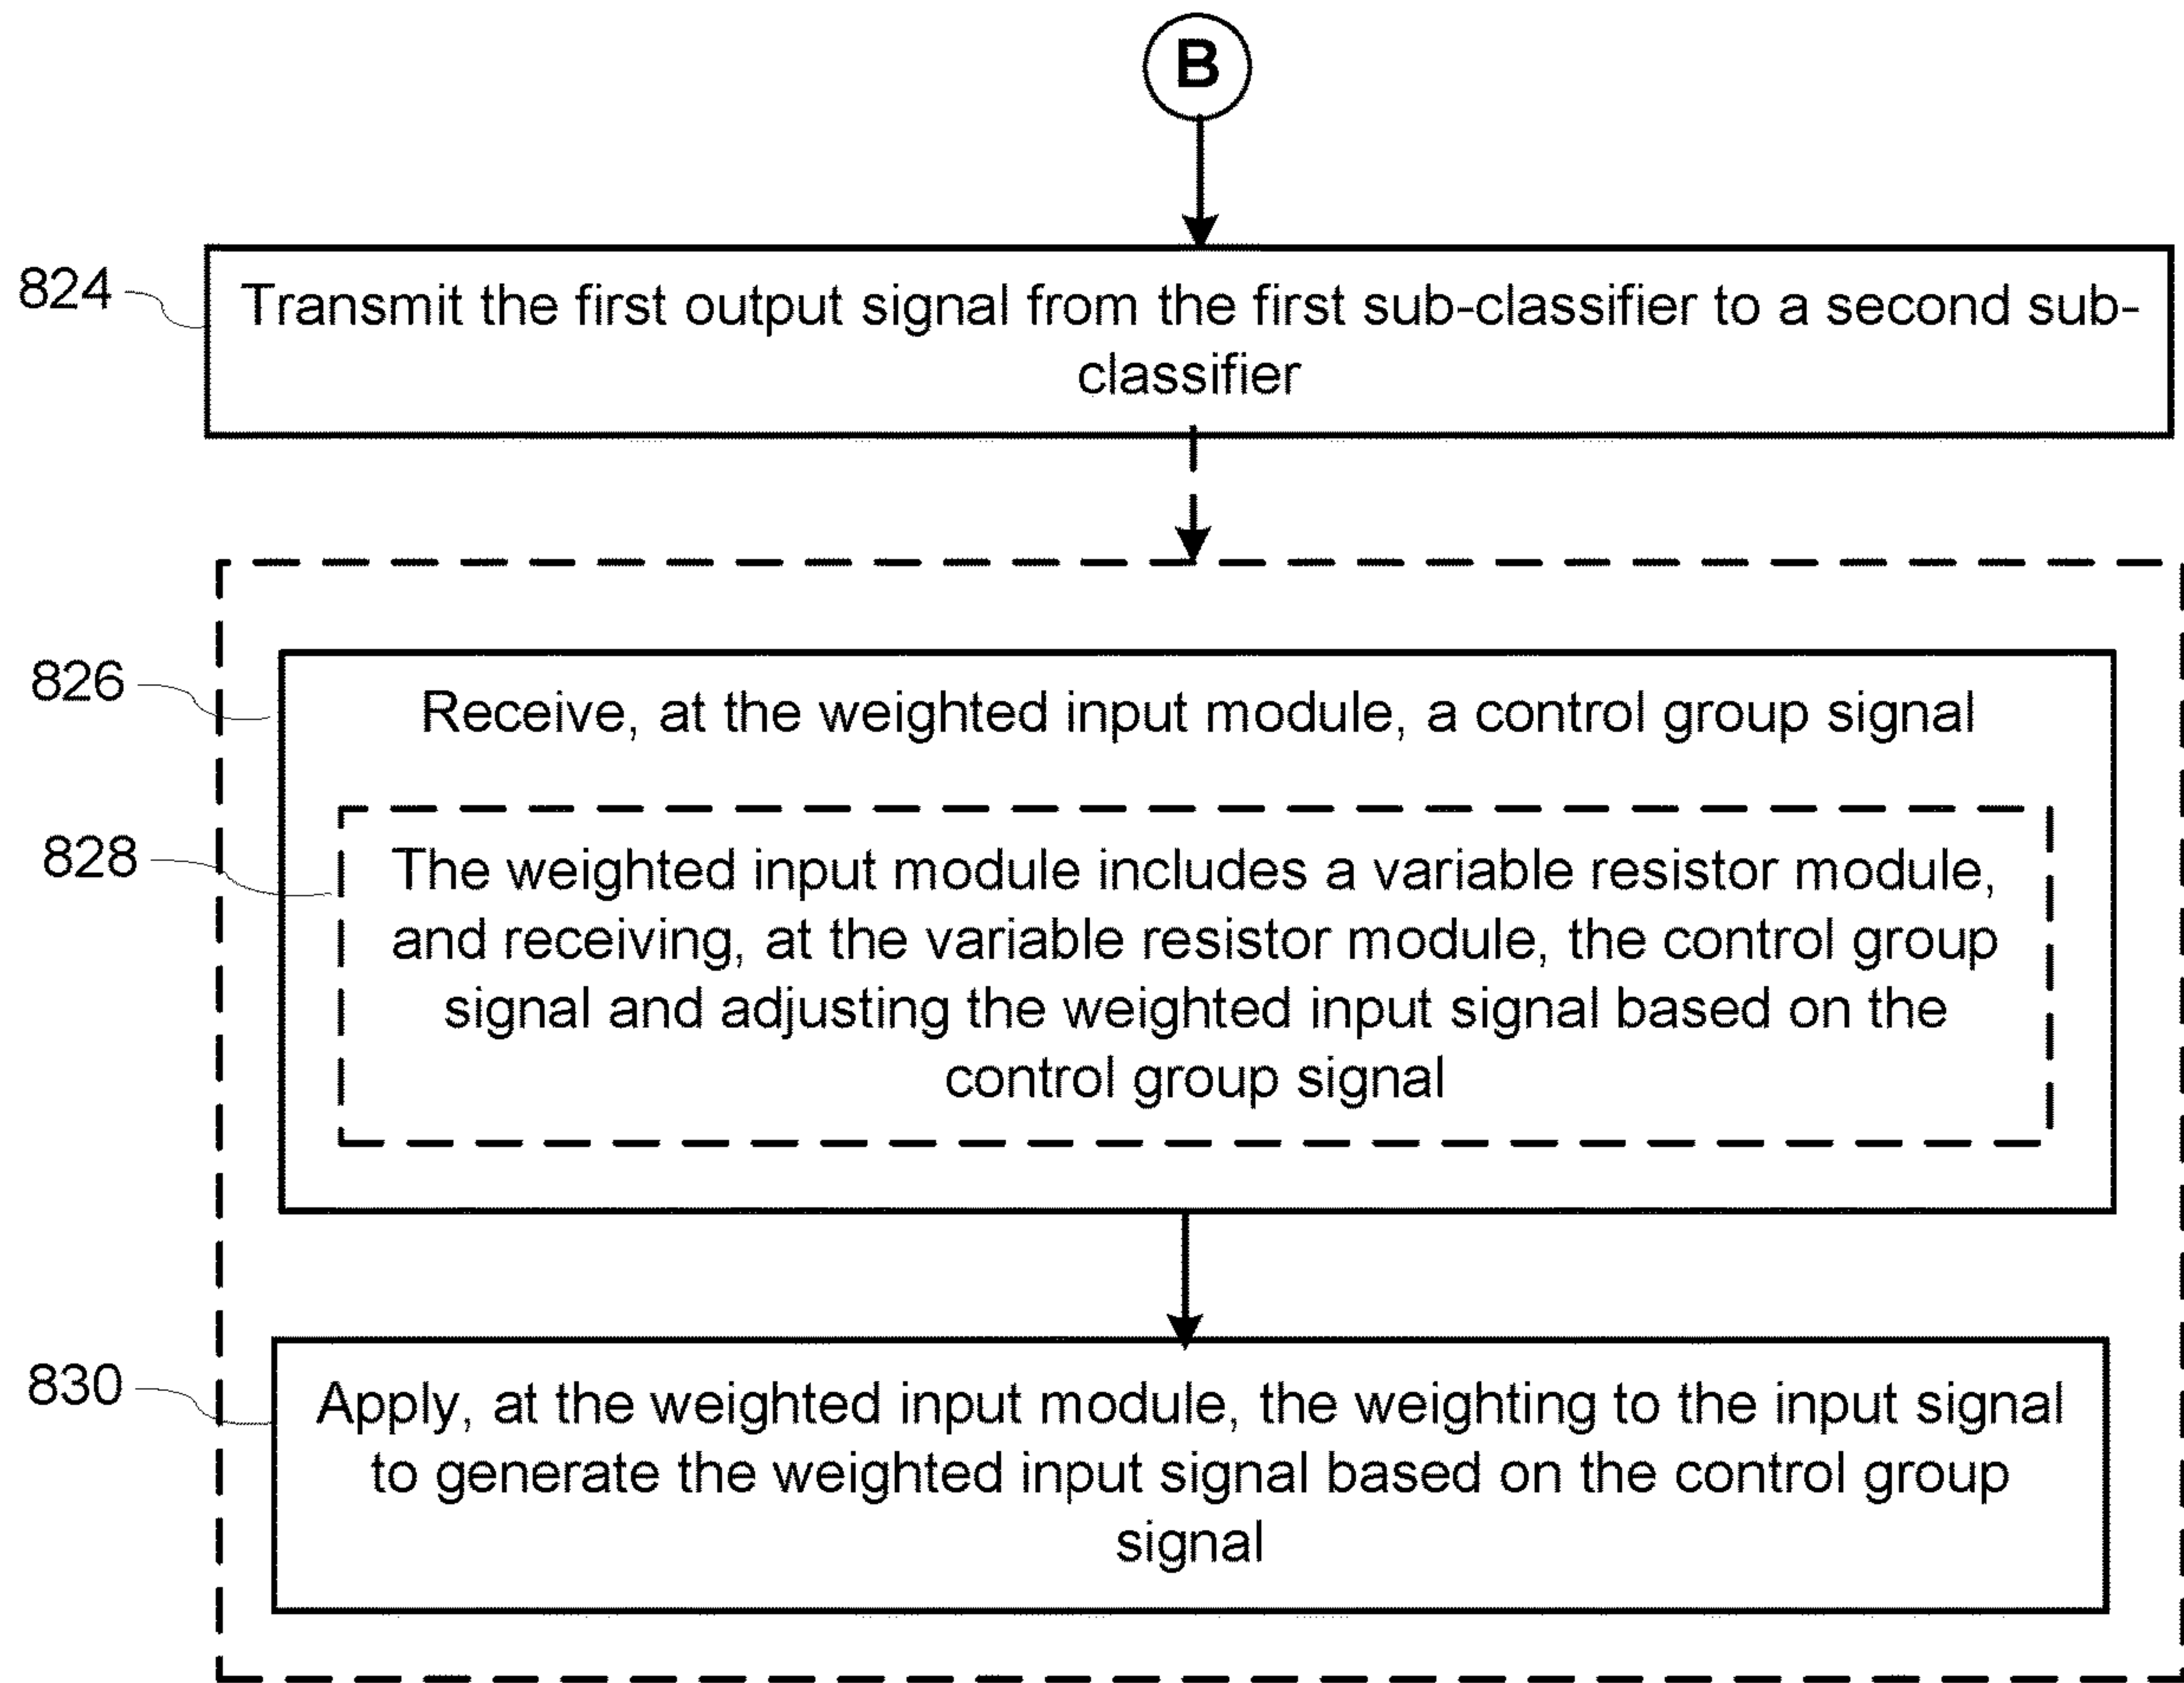 B
824
Transmit the first output signal from the first sub-classifier to a second sub-
classifier
826
Receive, at the weighted input module, a control group signal
828
The weighted input module includes a variable resistor module,
and receiving, at the variable resistor module, the control group
signal and adjusting the weighted input signal based on the
control group signal
830
Apply, at the weighted input module, the weighting to the input signal
to generate the weighted input signal based on the control group
signal